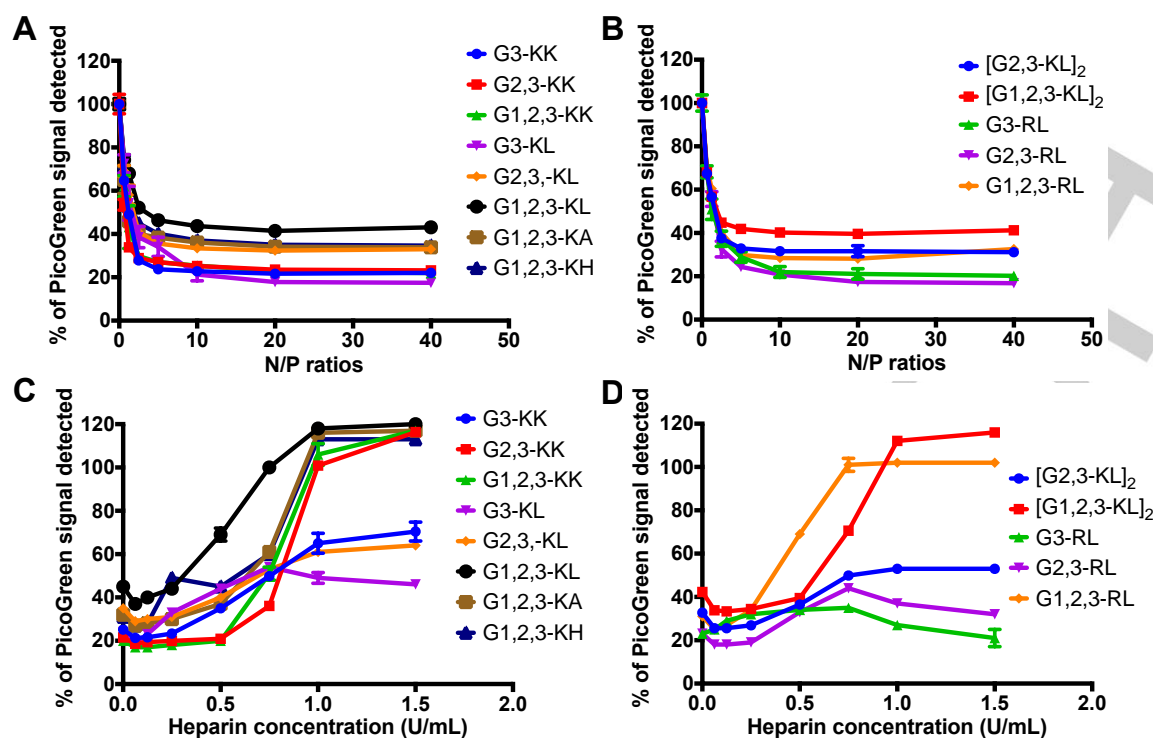 A
B
% of PicoGreen signal detected
120
100
80
60
40
20
0
0 10 20 30 40 50
N/P ratios
G3-KK
G2,3-KK
G1,2,3-KK
G3-KL
G2,3,-KL
G1,2,3-KL
G1,2,3-KA
G1,2,3-KH
% of PicoGreen signal detected
120
100
80
60
40
20
0
0 10 20 30 40 50
N/P ratios
[G2,3-KL]2
[G1,2,3-KL]2
G3-RL
G2,3-RL
G1,2,3-RL
C
D
% of PicoGreen signal detected
120
100
80
60
40
20
0
0.0 0.5 1.0 1.5 2.0
Heparin concentration (U/mL)
G3-KK
G2,3-KK
G1,2,3-KK
G3-KL
G2,3,-KL
G1,2,3-KL
G1,2,3-KA
G1,2,3-KH
% of PicoGreen signal detected
120
100
80
60
40
20
0
0.0 0.5 1.0 1.5 2.0
Heparin concentration (U/mL)
[G2,3-KL]2
[G1,2,3-KL]2
G3-RL
G2,3-RL
G1,2,3-RL